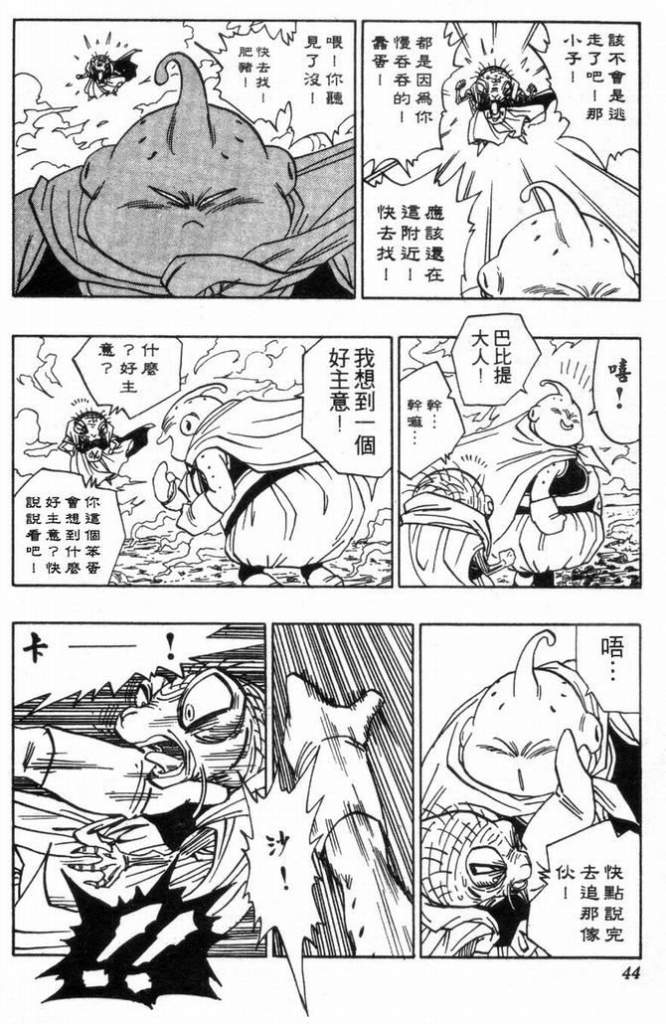 該不會是逃
走了吧！那
小子！
都是因為你
慢吞吞的！
蠢蛋！
應該還在
這附近！
快去找！
喂！你聽
見了沒！
快去找！
肥豬！
嘻！
巴比提
大人！
幹…
幹嘛…
我想到一個
好主意！
什麼
？好主
意？
你這個笨蛋
會想到什麼
好主意？快
說說看吧！
唔…
快點說完
去追那傢
伙！
沙！
卡——！
!!
44